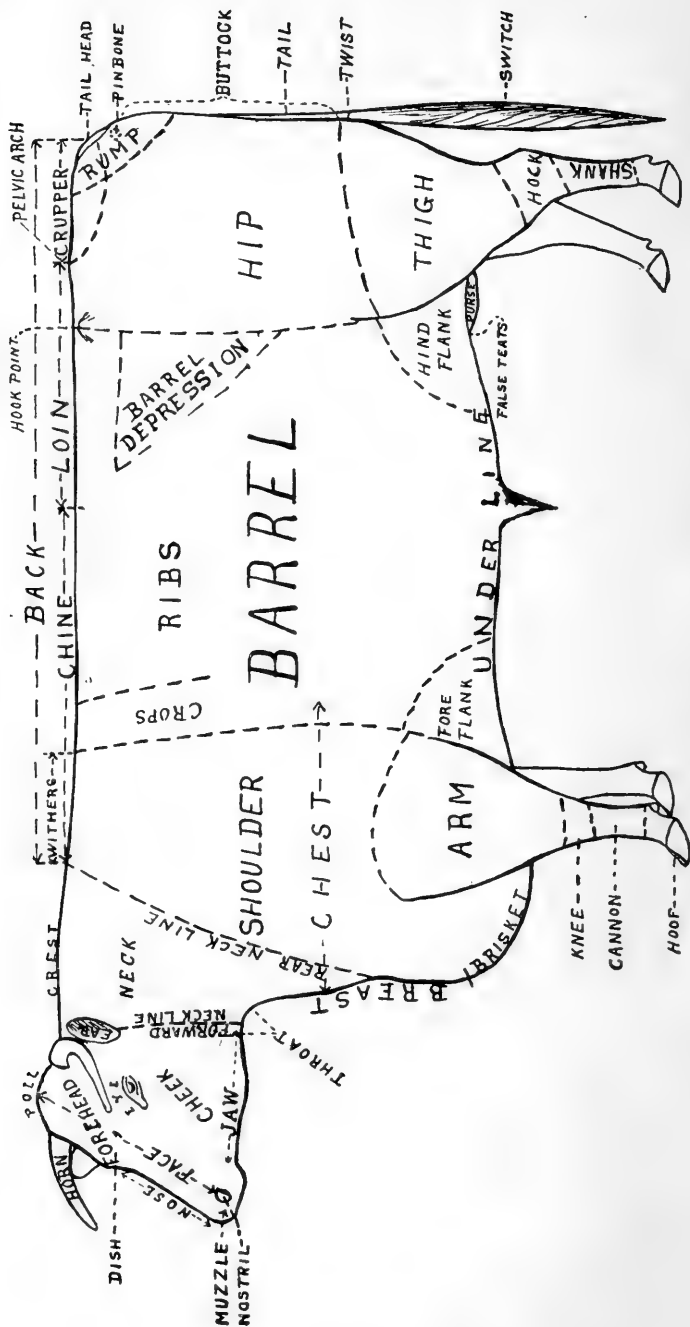 POLL
HORN
FOREHEAD
EYE
EAR
DISH
NOSE
FACE
CHEEK
JAW
MUZZLE
NOSTRIL
THROAT
FORWARD
NECK LINE
CREST
NECK
REAR NECK LINE
BREAST
BRISKET
SHOULDER
CHEST
WITHERS
CROPS
ARM
FORE
FLANK
KNEE
CANNON
HOOF
BACK
CHINE
LOIN
CRUPPER
RIBS
BARREL
BARREL
DEPRESSION
UNDER LINE
HOOK POINT
PELVIC ARCH
TAIL HEAD
PINBONE
RUMP
BUTTOCK
TAIL
TWIST
SWITCH
HIP
THIGH
HIND
FLANK
PURSE
FALSE TEATS
HOCK
SHANK